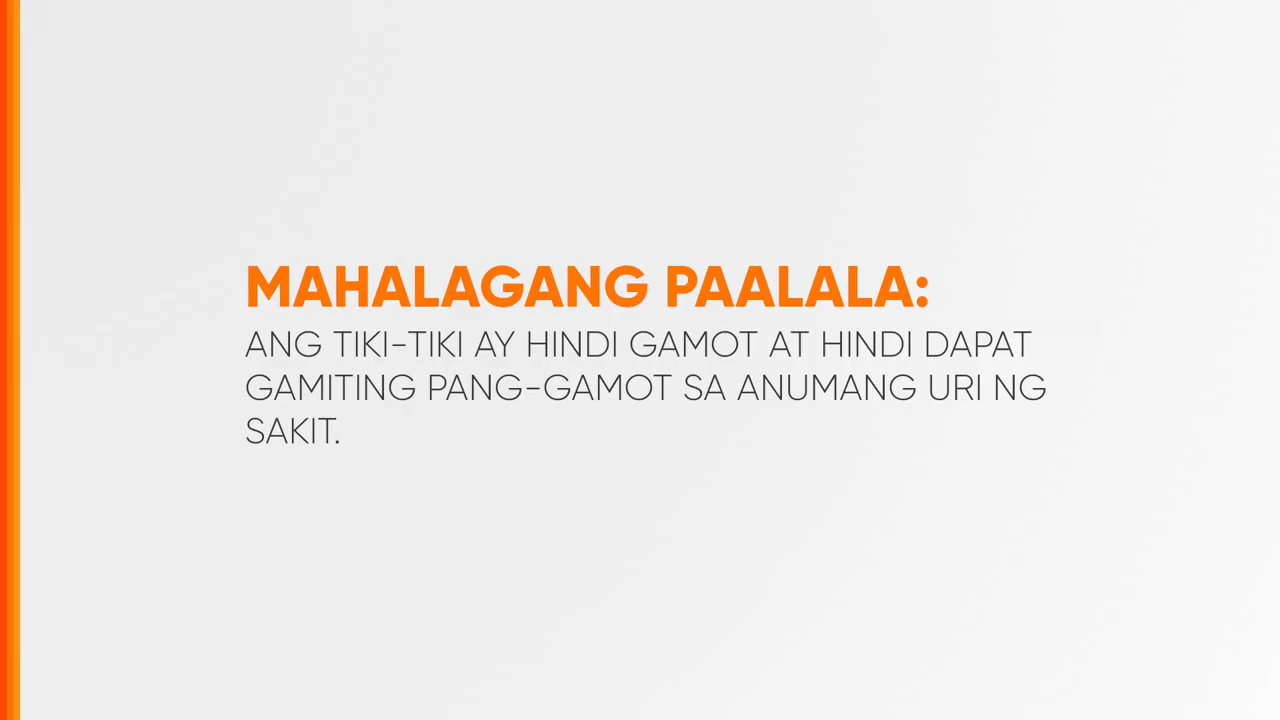 MAHALAGANG PAALALA:
ANG TIKI-TIKI AY HINDI GAMOT AT HINDI DAPAT
GAMITING PANG-GAMOT SA ANUMANG URI NG
SAKIT.